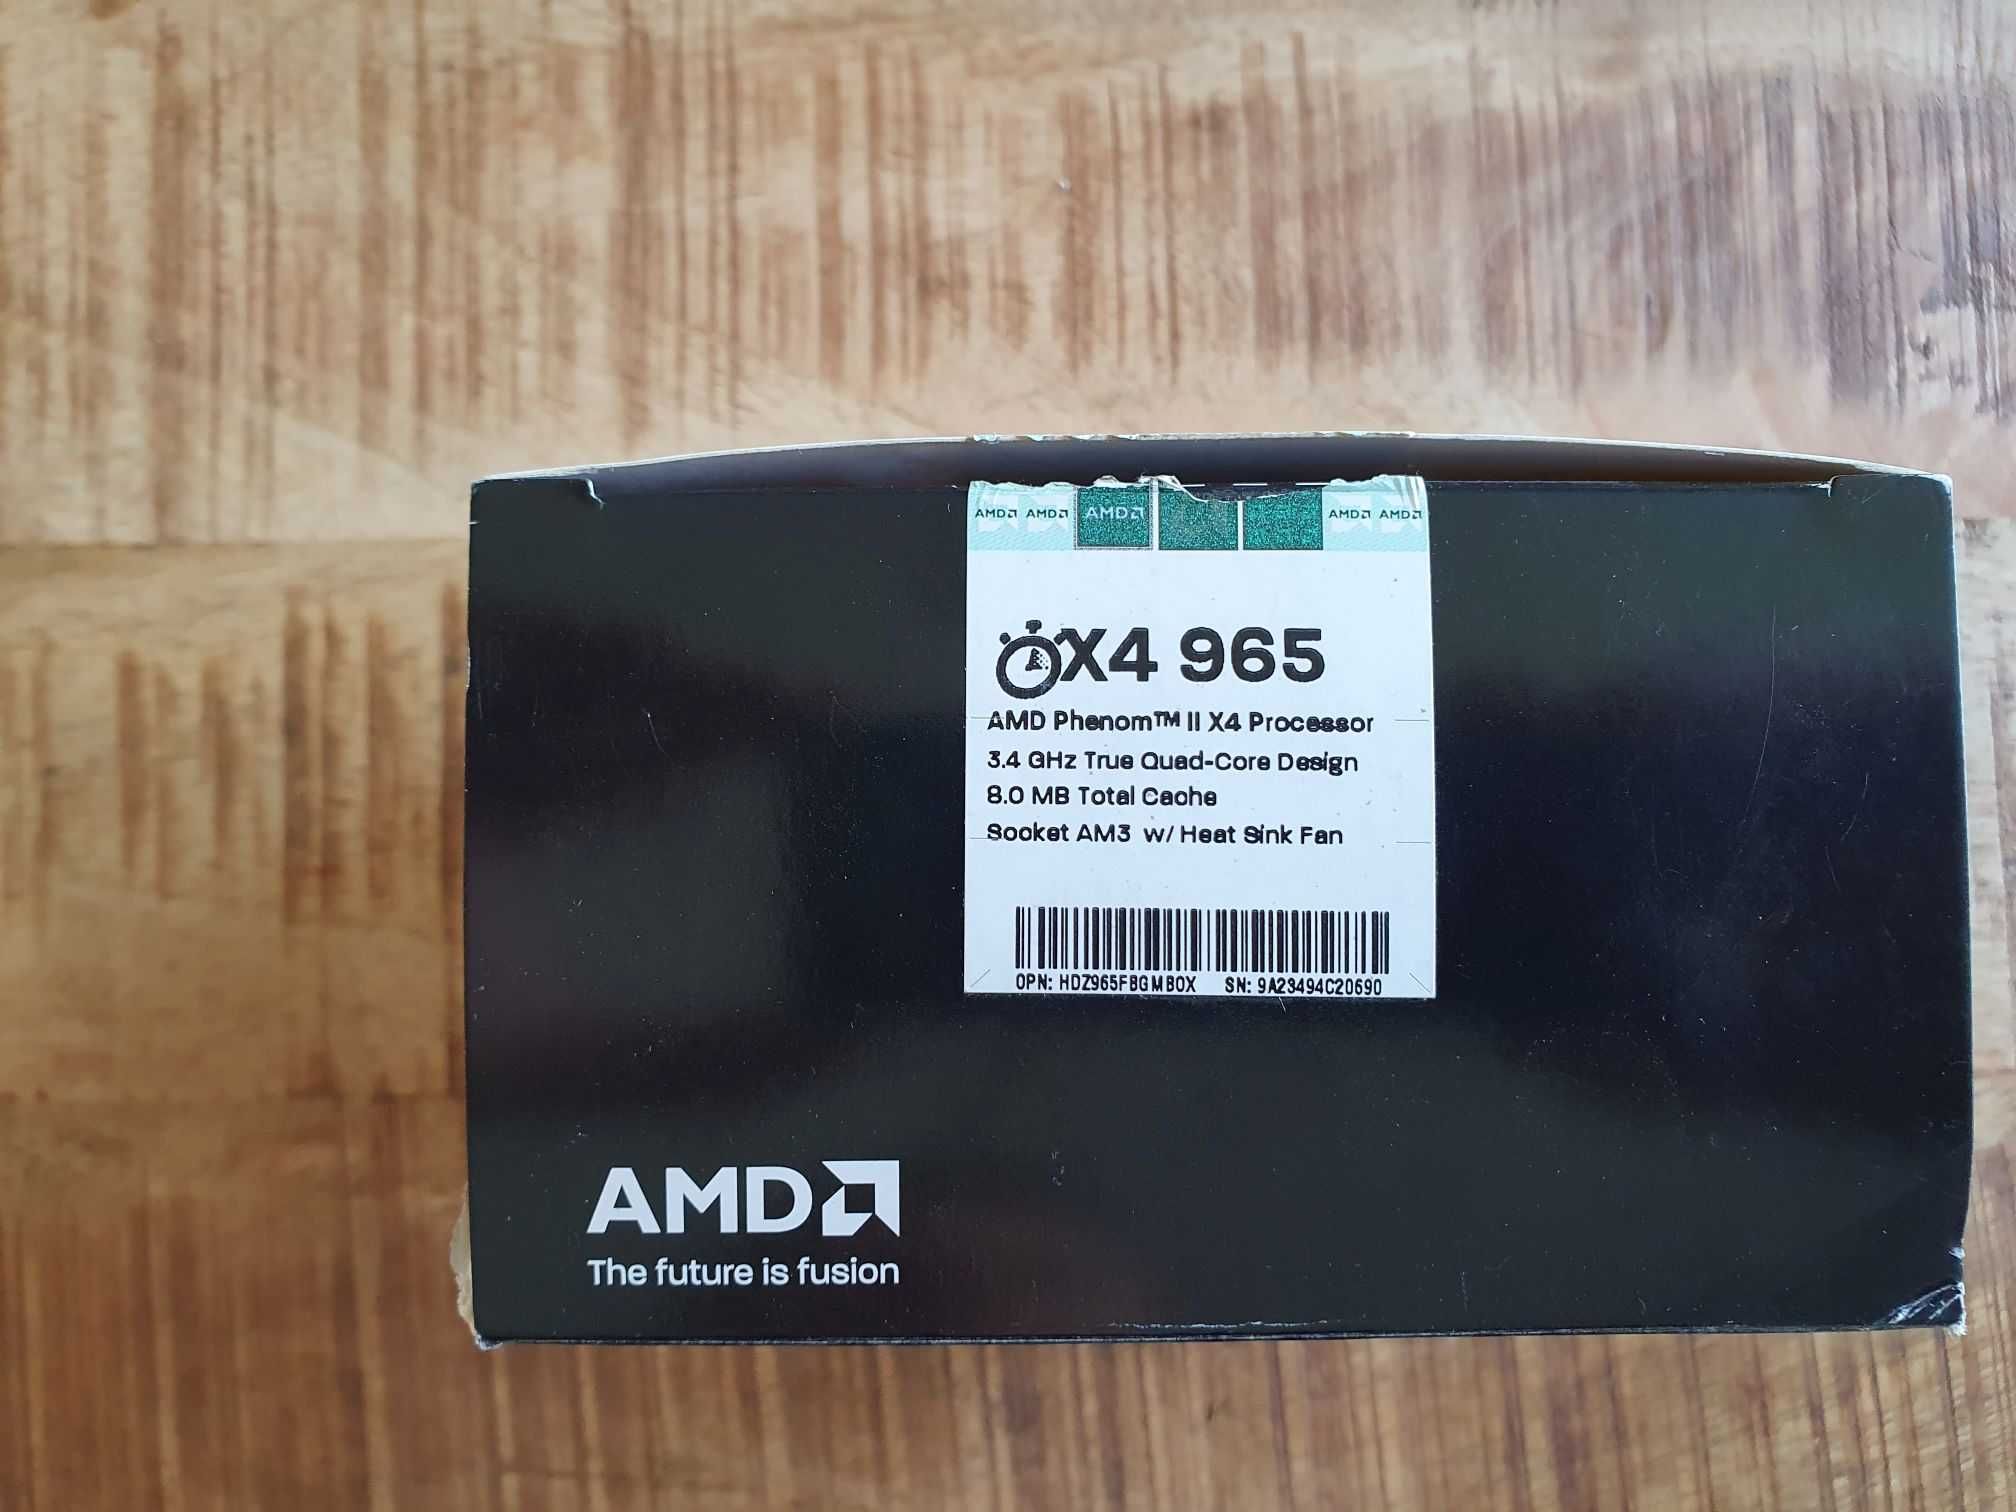 AMD AMD AMD AMD AMD
X4 965
AMD Phenom™ II X4 Processor
3.4 GHz True Quad-Core Design
8.0 MB Total Cache
Socket AM3 w/ Heat Sink Fan
OPN: HDZ965FBGMBOX SN: 9A23494C20690
AMD
The future is fusion